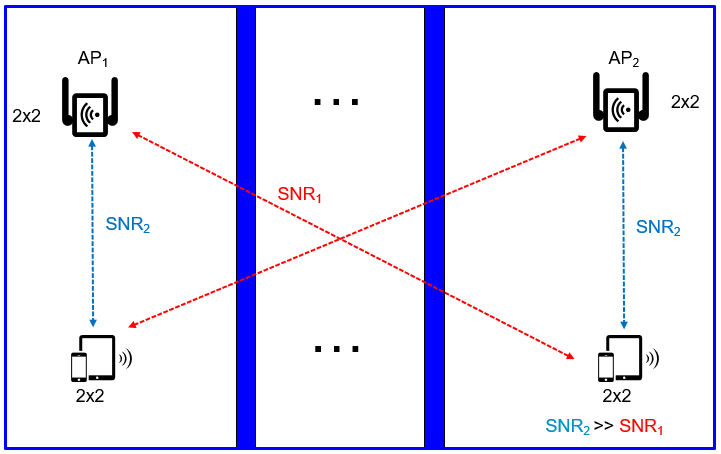 AP₁
AP₂
2x2
2x2
...
SNR₁
SNR₂
SNR₂
...
2x2
2x2
SNR₂ >> SNR₁